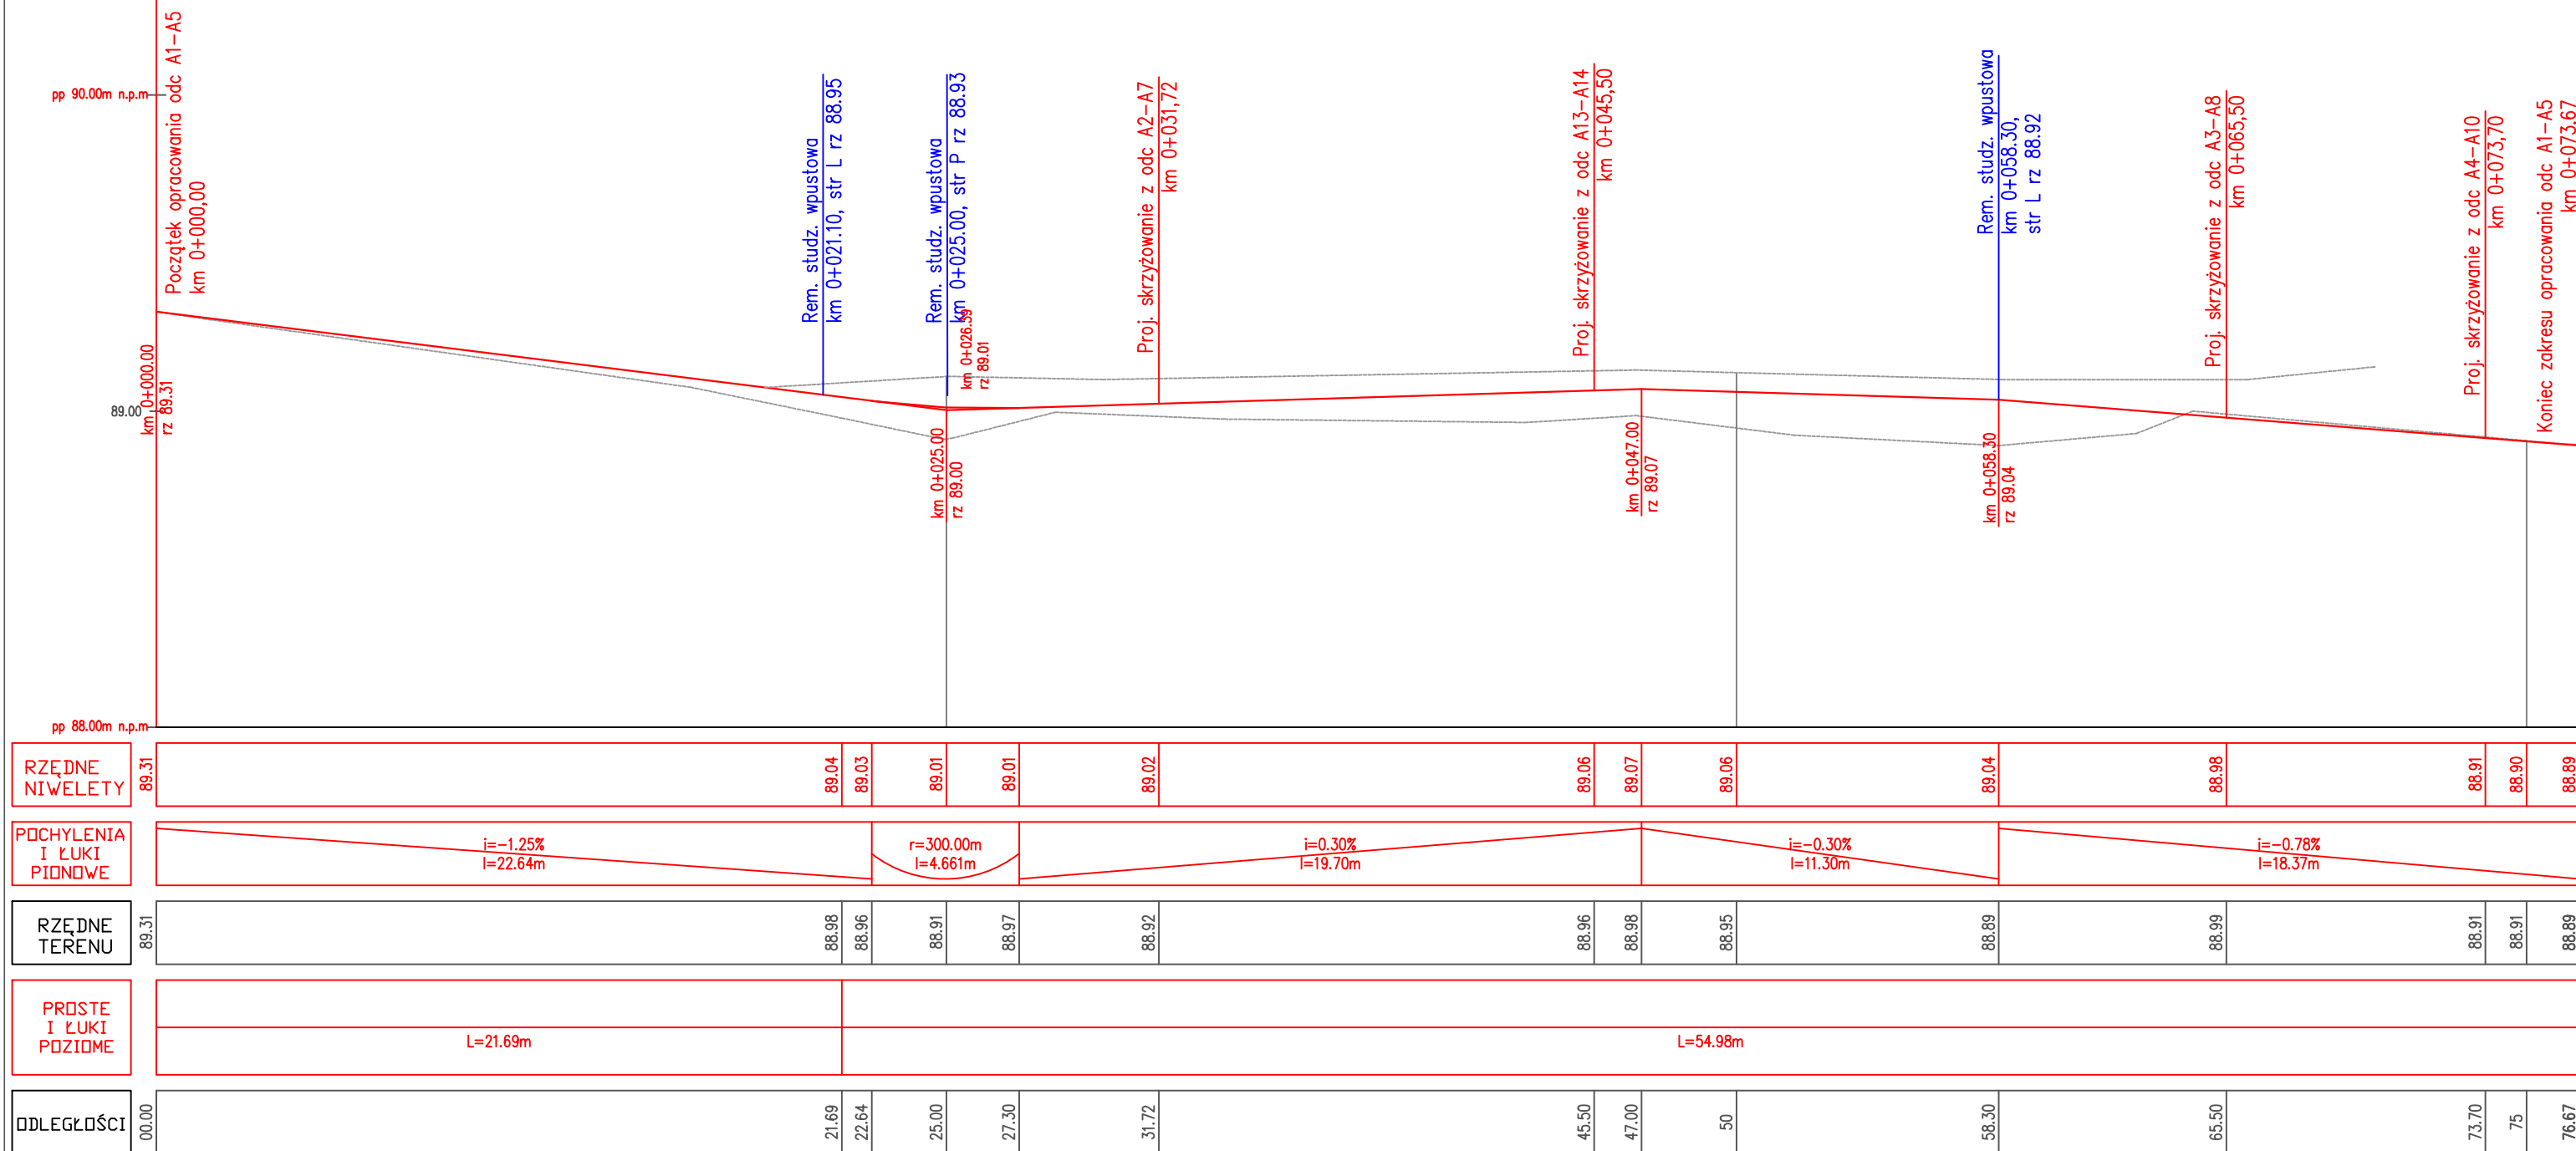 pp 90.00m n.p.m
89.00
pp 88.00m n.p.m
Początek opracowania odc A1-A5
km 0+000,00
km 0+000.00
rz 89.31
Rem. studz. wpustowa
km 0+021.10, str L rz 88.95
Rem. studz. wpustowa
km 0+025.00, str P rz 88.93
km 0+026.59
rz 89.01
km 0+025.00
rz 89.00
Proj. skrzyżowanie z odc A2-A7
km 0+031,72
Proj. skrzyżowanie z odc A13-A14
km 0+045,50
km 0+047.00
rz 89.07
Rem. studz. wpustowa
km 0+058.30,
str L rz 88.92
km 0+058.30
rz 89.04
Proj. skrzyżowanie z odc A3-A8
km 0+065,50
Proj. skrzyżowanie z odc A4-A10
km 0+073,70
Koniec zakresu opracowania odc A1-A5
km 0+073,67
RZĘDNE
NIWELETY
89.31
89.04
89.03
89.01
89.01
89.02
89.06
89.07
89.06
89.04
88.98
88.91
88.90
88.89
POCHYLENIA
I ŁUKI
PIONOWE
i=-1.25%
l=22.64m
r=300.00m
l=4.661m
i=0.30%
l=19.70m
i=-0.30%
l=11.30m
i=-0.78%
l=18.37m
RZĘDNE
TERENU
89.31
88.98
88.96
88.91
88.97
88.92
88.96
88.98
88.95
88.89
88.99
88.91
88.91
88.89
PROSTE
I ŁUKI
POZIOME
L=21.69m
L=54.98m
ODLEGŁOŚCI
00.00
21.69
22.64
25.00
27.30
31.72
45.50
47.00
50
58.30
65.50
73.70
75
76.67